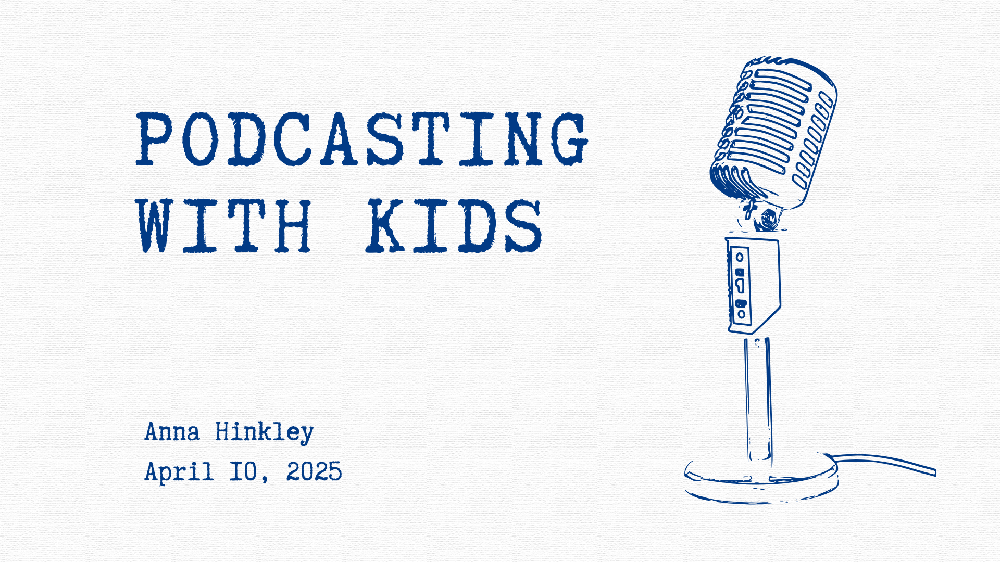 PODCASTING
WITH KIDS
Anna Hinkley
April 10, 2025